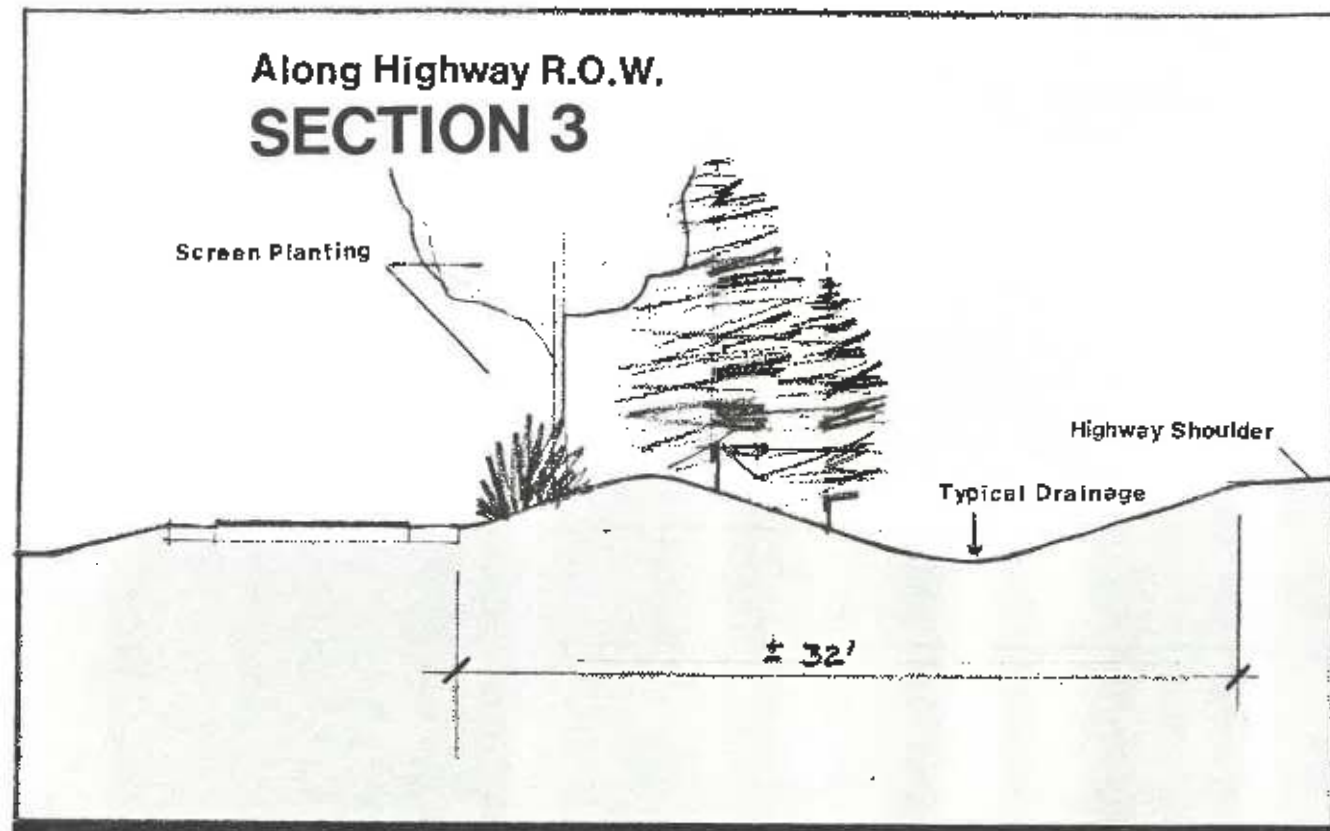 Along Highway R.O.W.
SECTION 3
Screen Planting
Highway Shoulder
Typical Drainage
± 32'